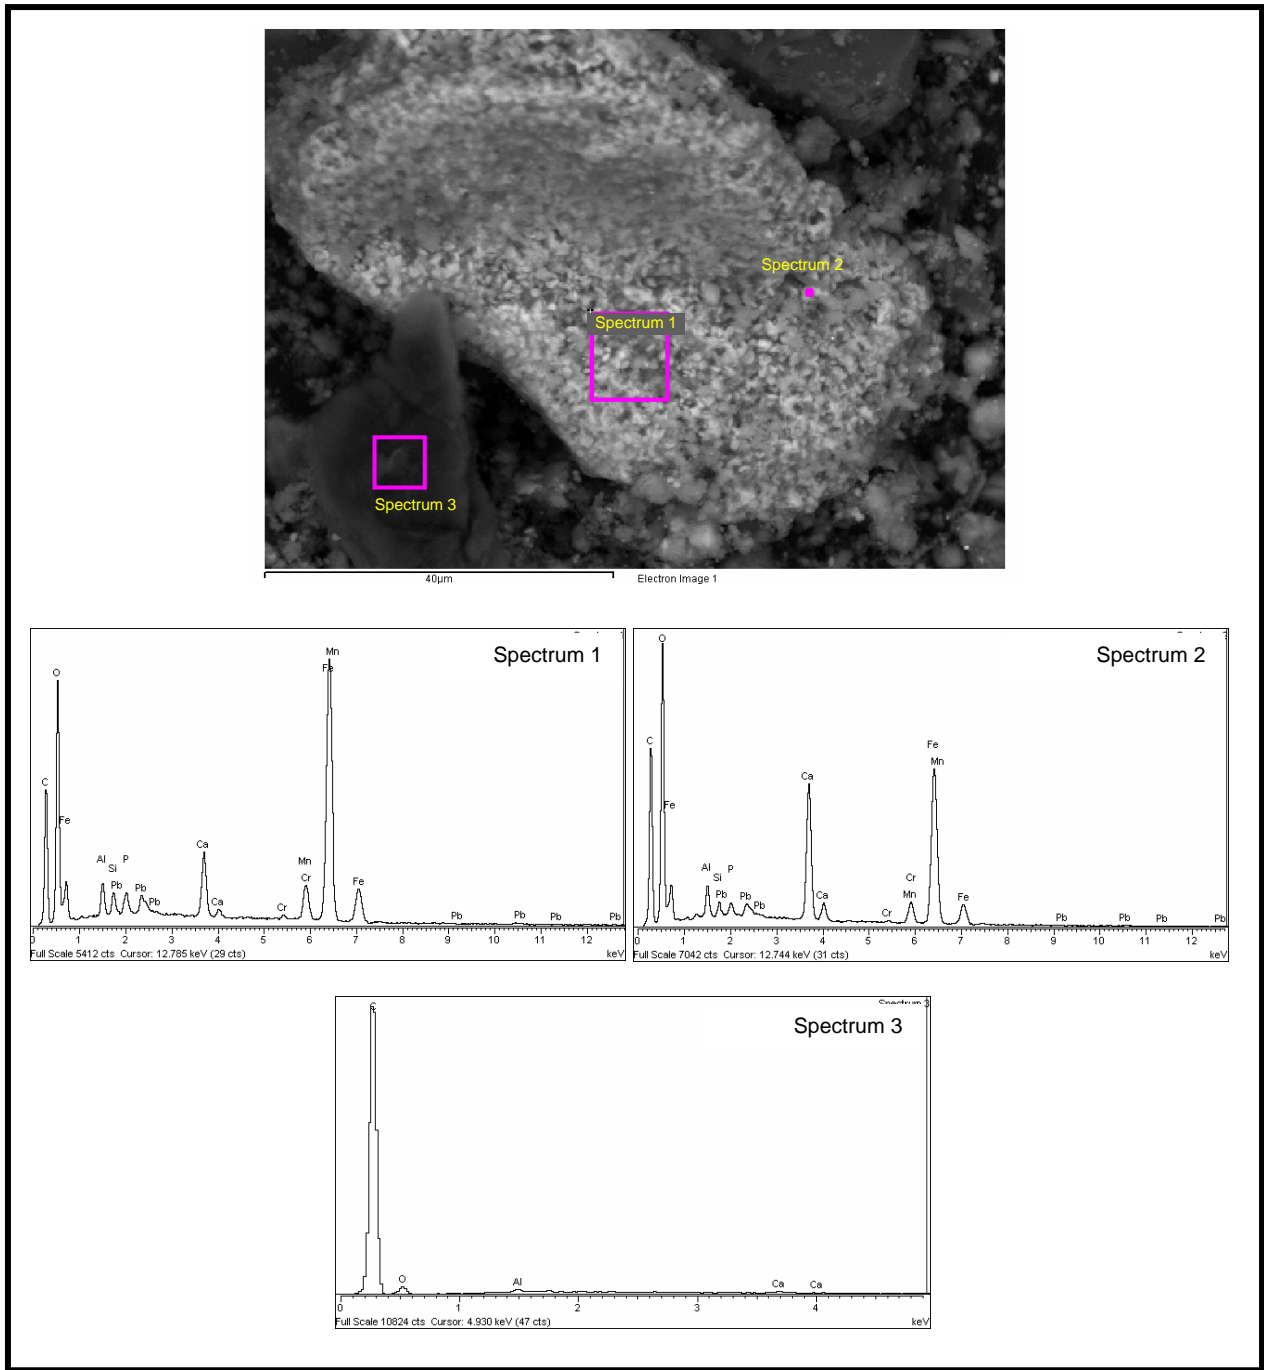 Spectrum 2
Spectrum 1
Spectrum 3
40µm Electron Image 1
Spectrum 1
Mn
Fe
O
C
Fe
Ca
Al P
Si
Mn
Pb Pb
Cr
Fe
Pb
Ca
Cr
Pb Pb Pb Pb
0 1 2 3 4 5 6 7 8 9 10 11 12
Full Scale 5412 cts Cursor: 12.785 keV (29 cts) keV
Spectrum 2
O
C
Fe
Mn
Ca
Fe
Al P
Si
Cr
Pb Pb
Pb
Ca
Mn
Fe
Cr
Pb Pb Pb Pb
0 1 2 3 4 5 6 7 8 9 10 11 12
Full Scale 7042 cts Cursor: 12.744 keV (31 cts) keV
Spectrum 3
C
Spectrum 3
O
Al
Ca Ca
0 1 2 3 4
Full Scale 10824 cts Cursor: 4.930 keV (47 cts) keV